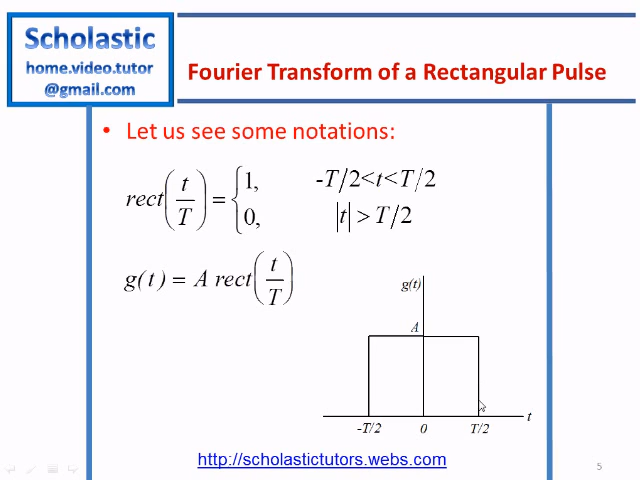 Scholastic
home.video.tutor
@gmail.com
Fourier Transform of a Rectangular Pulse
• Let us see some notations:
rect(t/T) = {1, -T/2<t<T/2
0, |t| > T/2
g(t) = A rect(t/T)
g(t)
A
t
-T/2 0 T/2
http://scholastictutors.webs.com
5